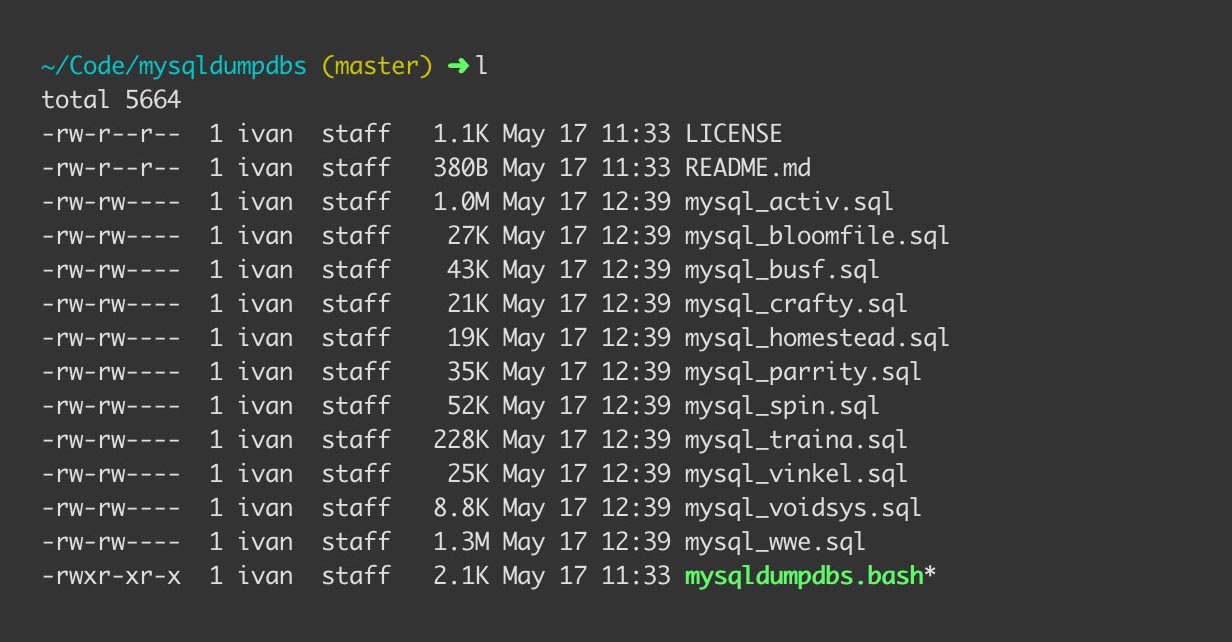 ~/Code/mysqldumpdbs (master) ➜ l
total 5664
-rw-r--r--  1 ivan  staff   1.1K May 17 11:33 LICENSE
-rw-r--r--  1 ivan  staff   380B May 17 11:33 README.md
-rw-rw----  1 ivan  staff   1.0M May 17 12:39 mysql_activ.sql
-rw-rw----  1 ivan  staff    27K May 17 12:39 mysql_bloomfile.sql
-rw-rw----  1 ivan  staff    43K May 17 12:39 mysql_busf.sql
-rw-rw----  1 ivan  staff    21K May 17 12:39 mysql_crafty.sql
-rw-rw----  1 ivan  staff    19K May 17 12:39 mysql_homestead.sql
-rw-rw----  1 ivan  staff    35K May 17 12:39 mysql_parrity.sql
-rw-rw----  1 ivan  staff    52K May 17 12:39 mysql_spin.sql
-rw-rw----  1 ivan  staff   228K May 17 12:39 mysql_traina.sql
-rw-rw----  1 ivan  staff    25K May 17 12:39 mysql_vinkel.sql
-rw-rw----  1 ivan  staff   8.8K May 17 12:39 mysql_voidsys.sql
-rw-rw----  1 ivan  staff   1.3M May 17 12:39 mysql_wwe.sql
-rwxr-xr-x  1 ivan  staff   2.1K May 17 11:33 mysqldumpdbs.bash*